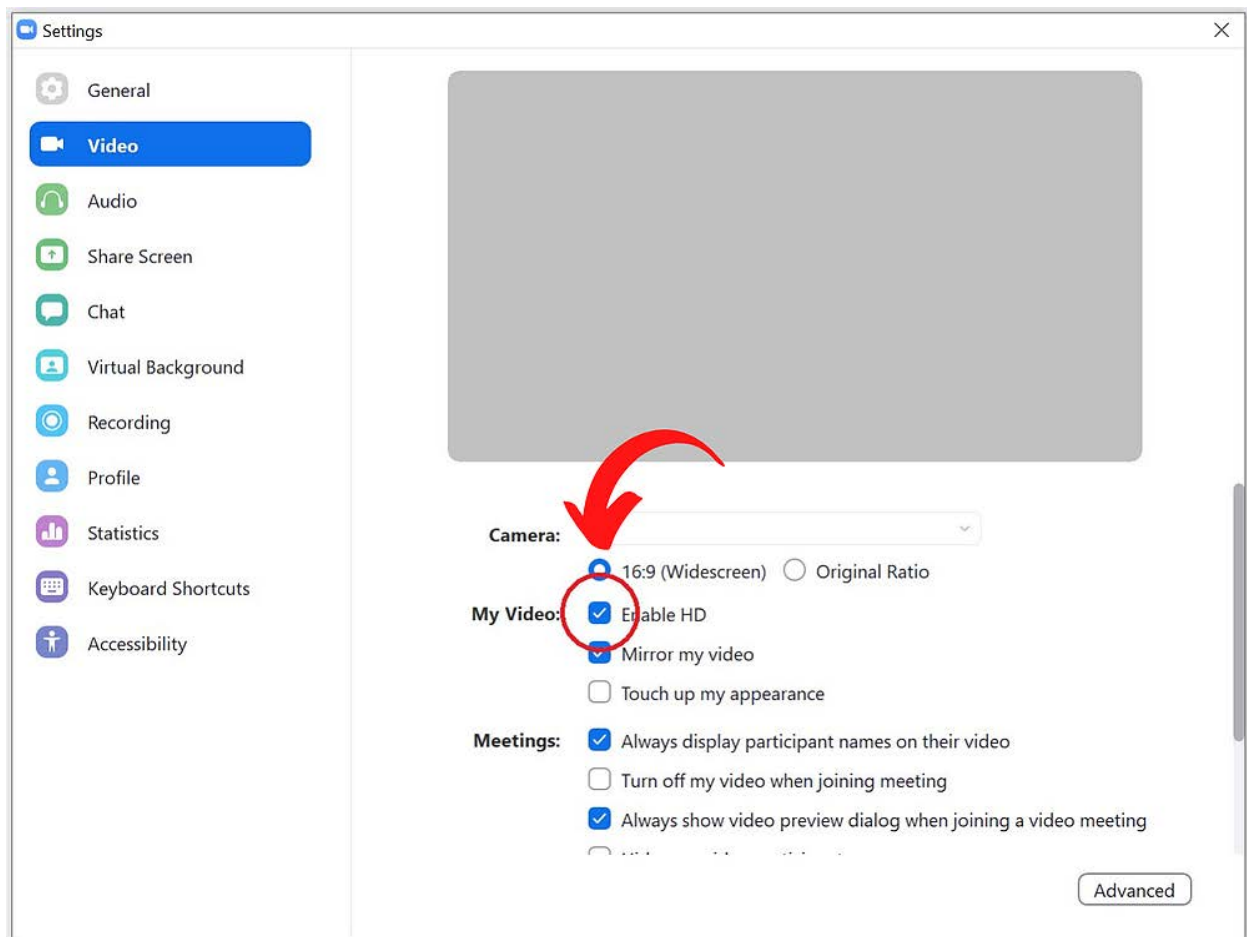 Settings
General
Video
Audio
Share Screen
Chat
Virtual Background
Recording
Profile
Statistics
Keyboard Shortcuts
Accessibility
Camera:
16:9 (Widescreen) Original Ratio
My Video: Enable HD
Mirror my video
Touch up my appearance
Meetings: Always display participant names on their video
Turn off my video when joining meeting
Always show video preview dialog when joining a video meeting
Advanced